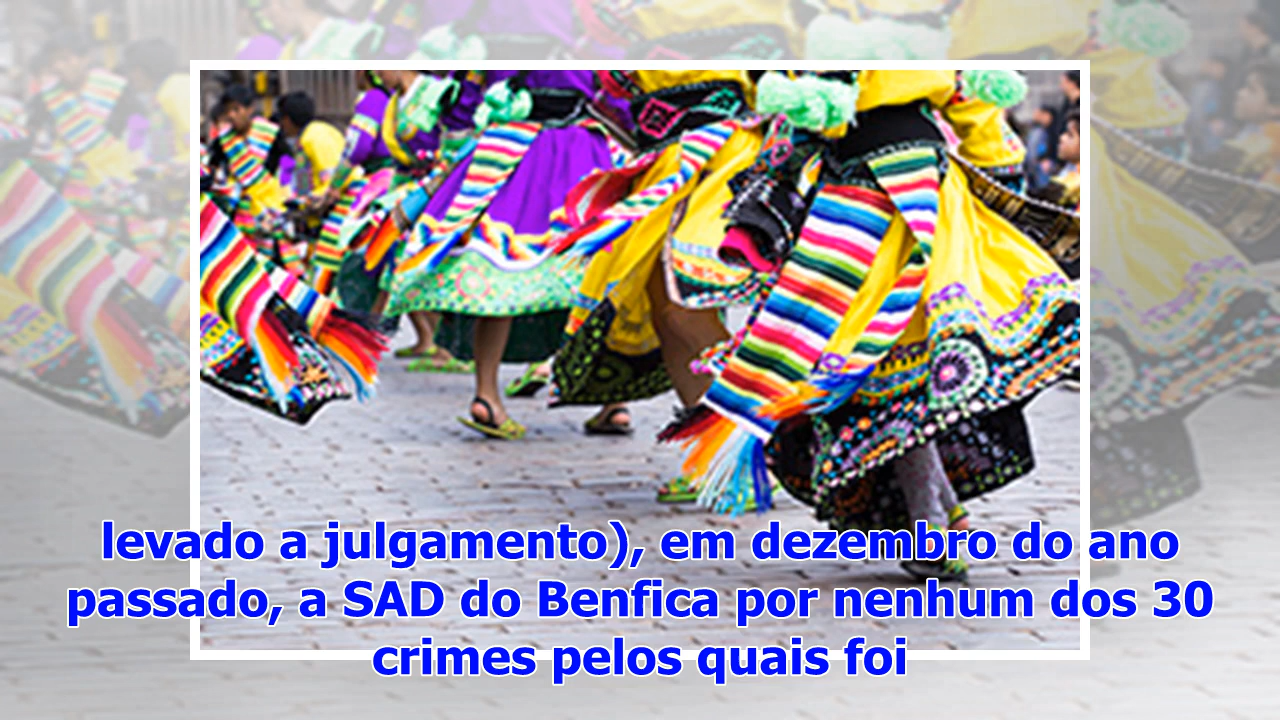 levado a julgamento), em dezembro do ano
passado, a SAD do Benfica por nenhum dos 30
crimes pelos quais foi